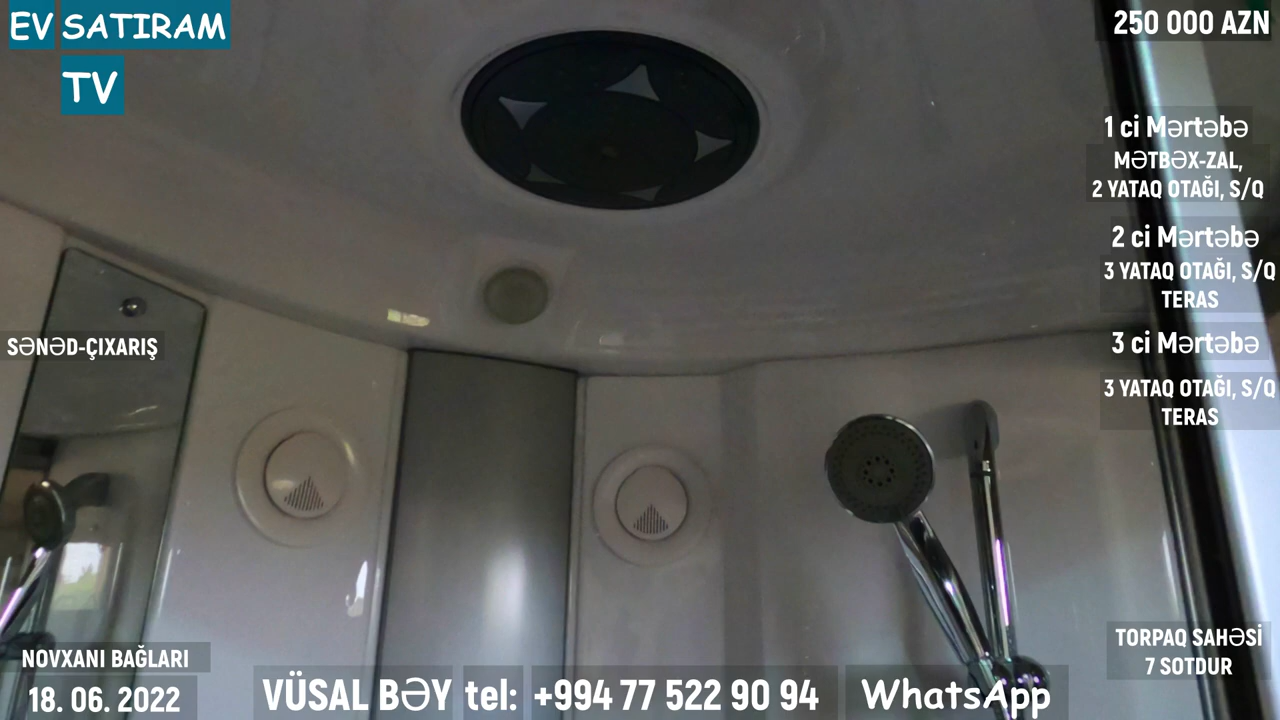 EV SATIRAM
TV
250 000 AZN
1 ci Mərtəbə
MƏTBƏX-ZAL,
2 YATAQ OTAĞI, S/Q
2 ci Mərtəbə
3 YATAQ OTAĞI, S/Q
TERAS
3 ci Mərtəbə
3 YATAQ OTAĞI, S/Q
TERAS
SƏNƏD-ÇIXARIŞ
TORPAQ SAHƏSİ
7 SOTDUR
NOVXANI BAĞLARI
18. 06. 2022
VÜSAL BƏY tel: +994 77 522 90 94 WhatsApp